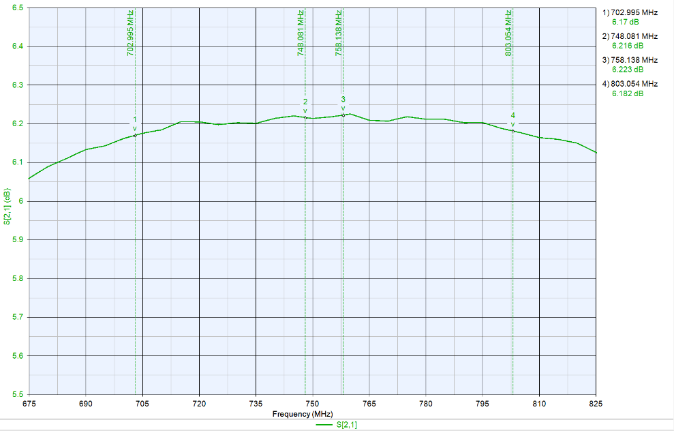 6.5
6.4
6.3
6.2
6.1
6
5.9
5.8
5.7
5.6
5.5
S[2,1] (dB)
702.995 MHz
748.081 MHz
758.138 MHz
803.054 MHz
1
2
3
4
v
v
v
v
675 690 705 720 735 750 765 780 795 810 825
Frequency (MHz)
S[2,1]
1) 702.995 MHz
6.17 dB
2) 748.081 MHz
6.216 dB
3) 758.138 MHz
6.223 dB
4) 803.054 MHz
6.182 dB